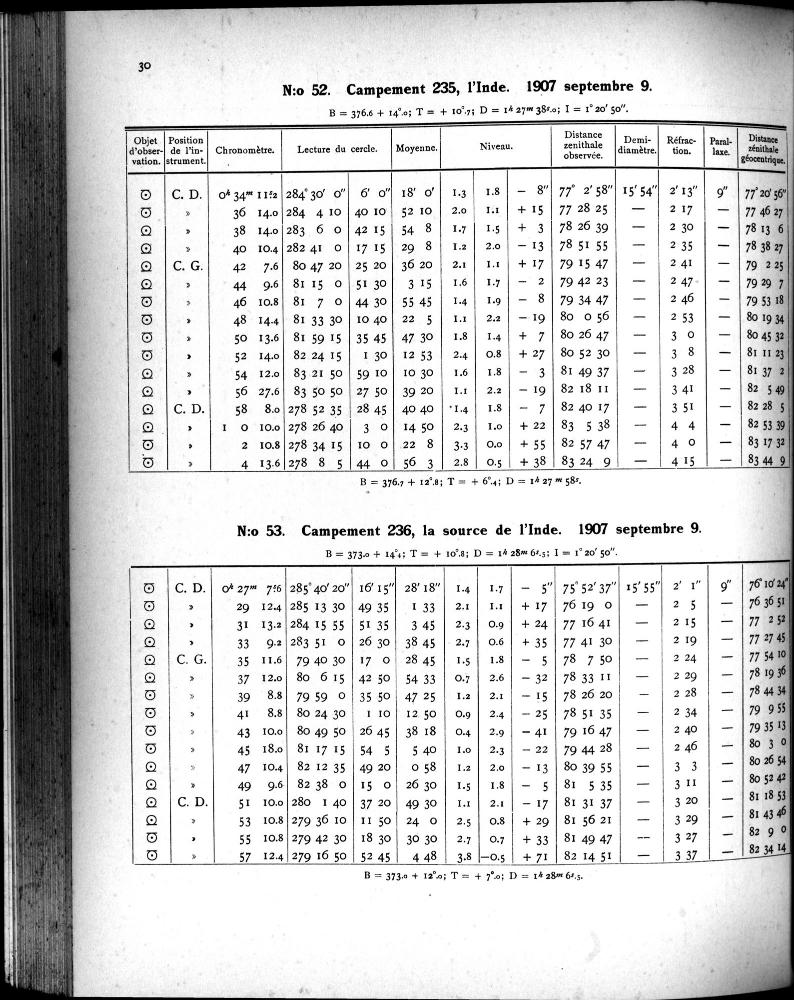 30
N:o 52. Campement 235, l'Inde. 1907 septembre 9.
B = 376.6 + 14°.0; T = + 10°.7; D = 1h 27m 38s.0; I = 1° 20′ 50″.
Objet d'obser-vation. Position de l'in-strument. Chronomètre. Lecture du cercle. Moyenne. Niveau. Distance zenithale observée. Demi-diamètre. Réfrac-tion. Paral-laxe. Distance zénithale géocentrique.
☉ C. D. 0h 34m 11s.2 284° 30′ 0″ 6′ 0″ 18′ 0″ 1.3 1.8 − 8″ 77° 2′ 58″ 15′ 54″ 2′ 13″ 9″ 77° 20′ 56″
☉ » 36 14.0 284 4 10 40 10 52 10 2.0 1.1 + 15 77 28 25 — 2 17 — 77 46 27
☉ » 38 14.0 283 6 0 42 15 54 8 1.7 1.5 + 3 78 26 39 — 2 30 — 78 13 6
☉ » 40 10.4 282 41 0 17 15 29 8 1.2 2.0 − 13 78 51 55 — 2 35 — 78 38 27
☉ C. G. 42 7.6 80 47 20 25 20 36 20 2.1 1.1 + 17 79 15 47 — 2 41 — 79 2 25
☉ » 44 9.6 81 15 0 51 30 3 15 1.6 1.7 − 2 79 42 23 — 2 47 — 79 29 7
☉ » 46 10.8 81 7 0 44 30 55 45 1.4 1.9 − 8 79 34 47 — 2 46 — 79 53 18
☉ » 48 14.4 81 33 30 10 40 22 5 1.1 2.2 − 19 80 0 56 — 2 53 — 80 19 34
☉ » 50 13.6 81 59 15 35 45 47 30 1.8 1.4 + 7 80 26 47 — 3 0 — 80 45 32
☉ » 52 14.0 82 24 15 1 30 12 53 2.4 0.8 + 27 80 52 30 — 3 8 — 81 11 23
☉ » 54 12.0 83 21 50 59 10 10 30 1.6 1.8 − 3 81 49 37 — 3 28 — 81 37 2
☉ » 56 27.6 83 50 50 27 50 39 20 1.1 2.2 − 19 82 18 11 — 3 41 — 82 5 49
☉ C. D. 58 8.0 278 52 35 28 45 40 40 1.4 1.8 − 7 82 40 17 — 3 51 — 82 28 5
☉ » 1 0 10.0 278 26 40 3 0 14 50 2.3 1.0 + 22 83 5 38 — 4 4 — 82 53 39
☉ » 2 10.8 278 34 15 10 0 22 8 3.3 0.0 + 55 82 57 47 — 4 0 — 83 17 32
☉ » 4 13.6 278 8 5 44 0 56 3 2.8 0.5 + 38 83 24 9 — 4 15 — 83 44 9
B = 376.7 + 12°.8; T = + 6°.4; D = 1h 27m 58s.
N:o 53. Campement 236, la source de l'Inde. 1907 septembre 9.
B = 373.0 + 14°.4; T = + 10°.8; D = 1h 28m 6s.5; I = 1° 20′ 50″.
☉ C. D. 0h 27m 7s.6 285° 40′ 20″ 16′ 15″ 28′ 18″ 1.4 1.7 − 5″ 75° 52′ 37″ 15′ 55″ 2′ 1″ 9″ 76° 10′ 24″
☉ » 29 12.4 285 13 30 49 35 1 33 2.1 1.1 + 17 76 19 0 — 2 5 — 76 36 51
☉ » 31 13.2 284 15 55 51 35 3 45 2.3 0.9 + 24 77 16 41 — 2 15 — 77 2 52
☉ » 33 9.2 283 51 0 26 30 38 45 2.7 0.6 + 35 77 41 30 — 2 19 — 77 27 45
☉ C. G. 35 11.6 79 40 30 17 0 28 45 1.5 1.8 − 5 78 7 50 — 2 24 — 77 54 10
☉ » 37 12.0 80 6 15 42 50 54 33 0.7 2.6 − 32 78 33 11 — 2 29 — 78 19 36
☉ » 39 8.8 79 59 0 35 50 47 25 1.2 2.1 − 15 78 26 20 — 2 28 — 78 44 34
☉ » 41 8.8 80 24 30 1 10 12 50 0.9 2.4 − 25 78 51 35 — 2 34 — 79 9 55
☉ » 43 10.0 80 49 50 26 45 38 18 0.4 2.9 − 41 79 16 47 — 2 40 — 79 35 13
☉ » 45 18.0 81 17 15 54 5 5 40 1.0 2.3 − 22 79 44 28 — 2 46 — 80 3 0
☉ » 47 10.4 82 12 35 49 20 0 58 1.2 2.0 − 13 80 39 55 — 3 3 — 80 26 54
☉ » 49 9.6 82 38 0 15 0 26 30 1.5 1.8 − 5 81 5 35 — 3 11 — 80 52 42
☉ C. D. 51 10.0 280 1 40 37 20 49 30 1.1 2.1 − 17 81 31 37 — 3 20 — 81 18 53
☉ » 53 10.8 279 36 10 11 50 24 0 2.5 0.8 + 29 81 56 21 — 3 29 — 81 43 46
☉ » 55 10.8 279 42 30 18 30 30 30 2.7 0.7 + 33 81 49 47 — 3 27 — 82 9 0
☉ » 57 12.4 279 16 50 52 45 4 48 3.8 −0.5 + 71 82 14 51 — 3 37 — 82 34 14
B = 373.0 + 12°.0; T = + 7°.0; D = 1h 28m 6s.5.